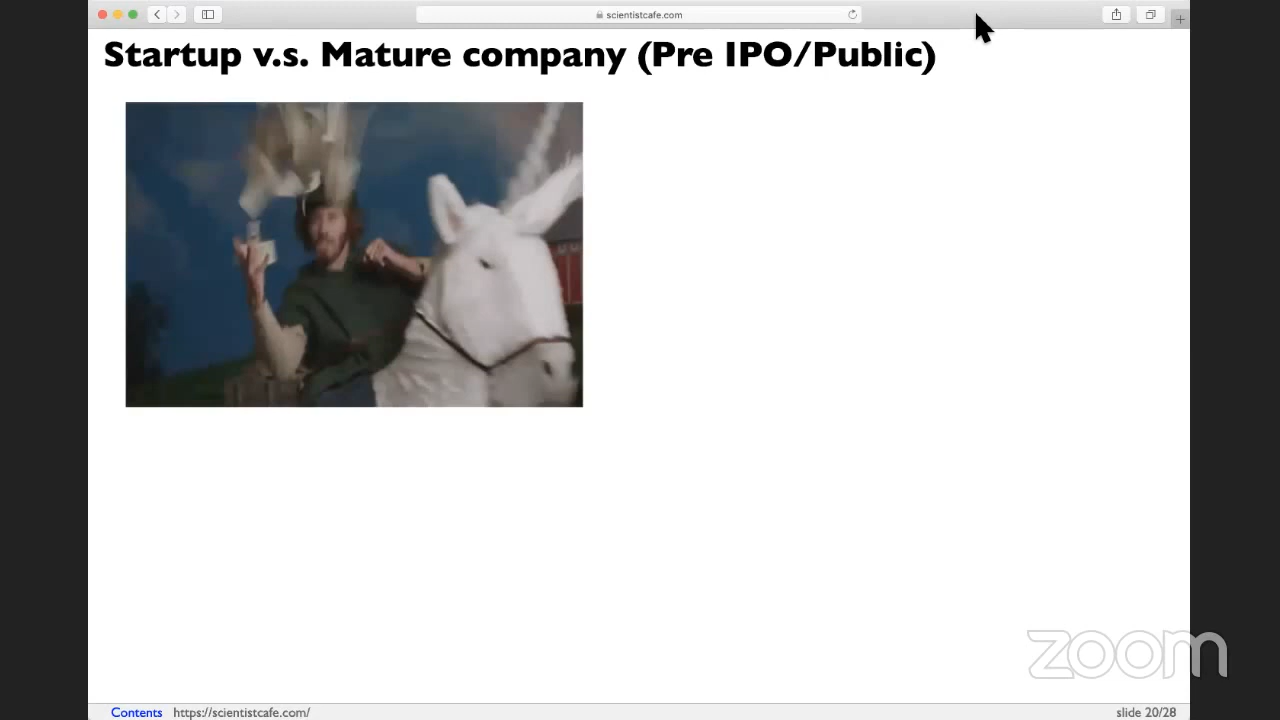 scientistcafe.com
Startup v.s. Mature company (Pre IPO/Public)
zoom
Contents https://scientistcafe.com/ slide 20/28